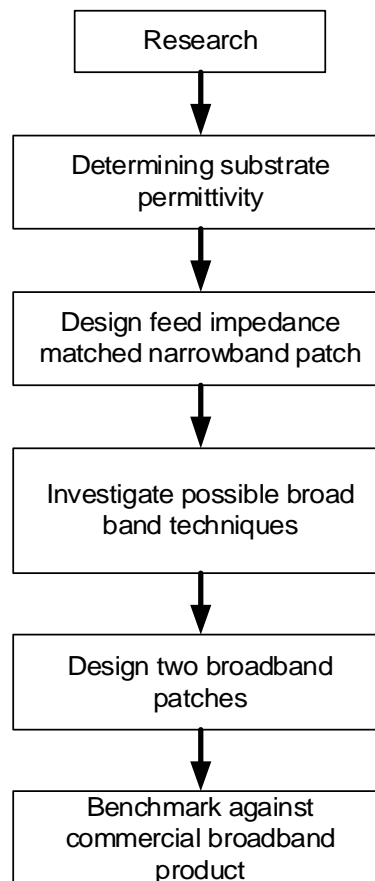 Research
Determining substrate
permittivity
Design feed impedance
matched narrowband patch
Investigate possible broad
band techniques
Design two broadband
patches
Benchmark against
commercial broadband
product